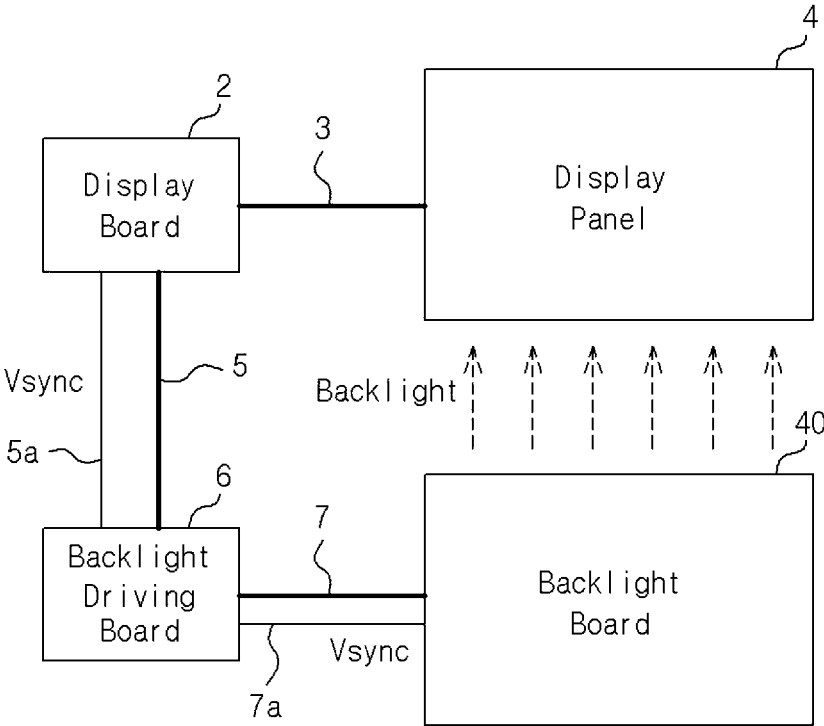 4
2
3
Display
Board
Display
Panel
Vsync
5
Backlight
5a
40
6
7
Backlight
Driving
Board
Backlight
Board
Vsync
7a